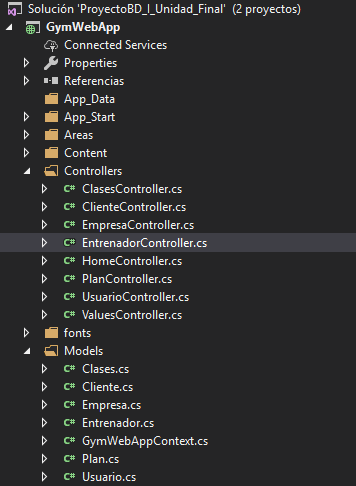 Solución 'ProyectoBD_I_Unidad_Final' (2 proyectos)
GymWebApp
Connected Services
Properties
Referencias
App_Data
App_Start
Areas
Content
Controllers
C# ClasesController.cs
C# ClienteController.cs
C# EmpresaController.cs
C# EntrenadorController.cs
C# HomeController.cs
C# PlanController.cs
C# UsuarioController.cs
C# ValuesController.cs
fonts
Models
C# Clases.cs
C# Cliente.cs
C# Empresa.cs
C# Entrenador.cs
C# GymWebAppContext.cs
C# Plan.cs
C# Usuario.cs